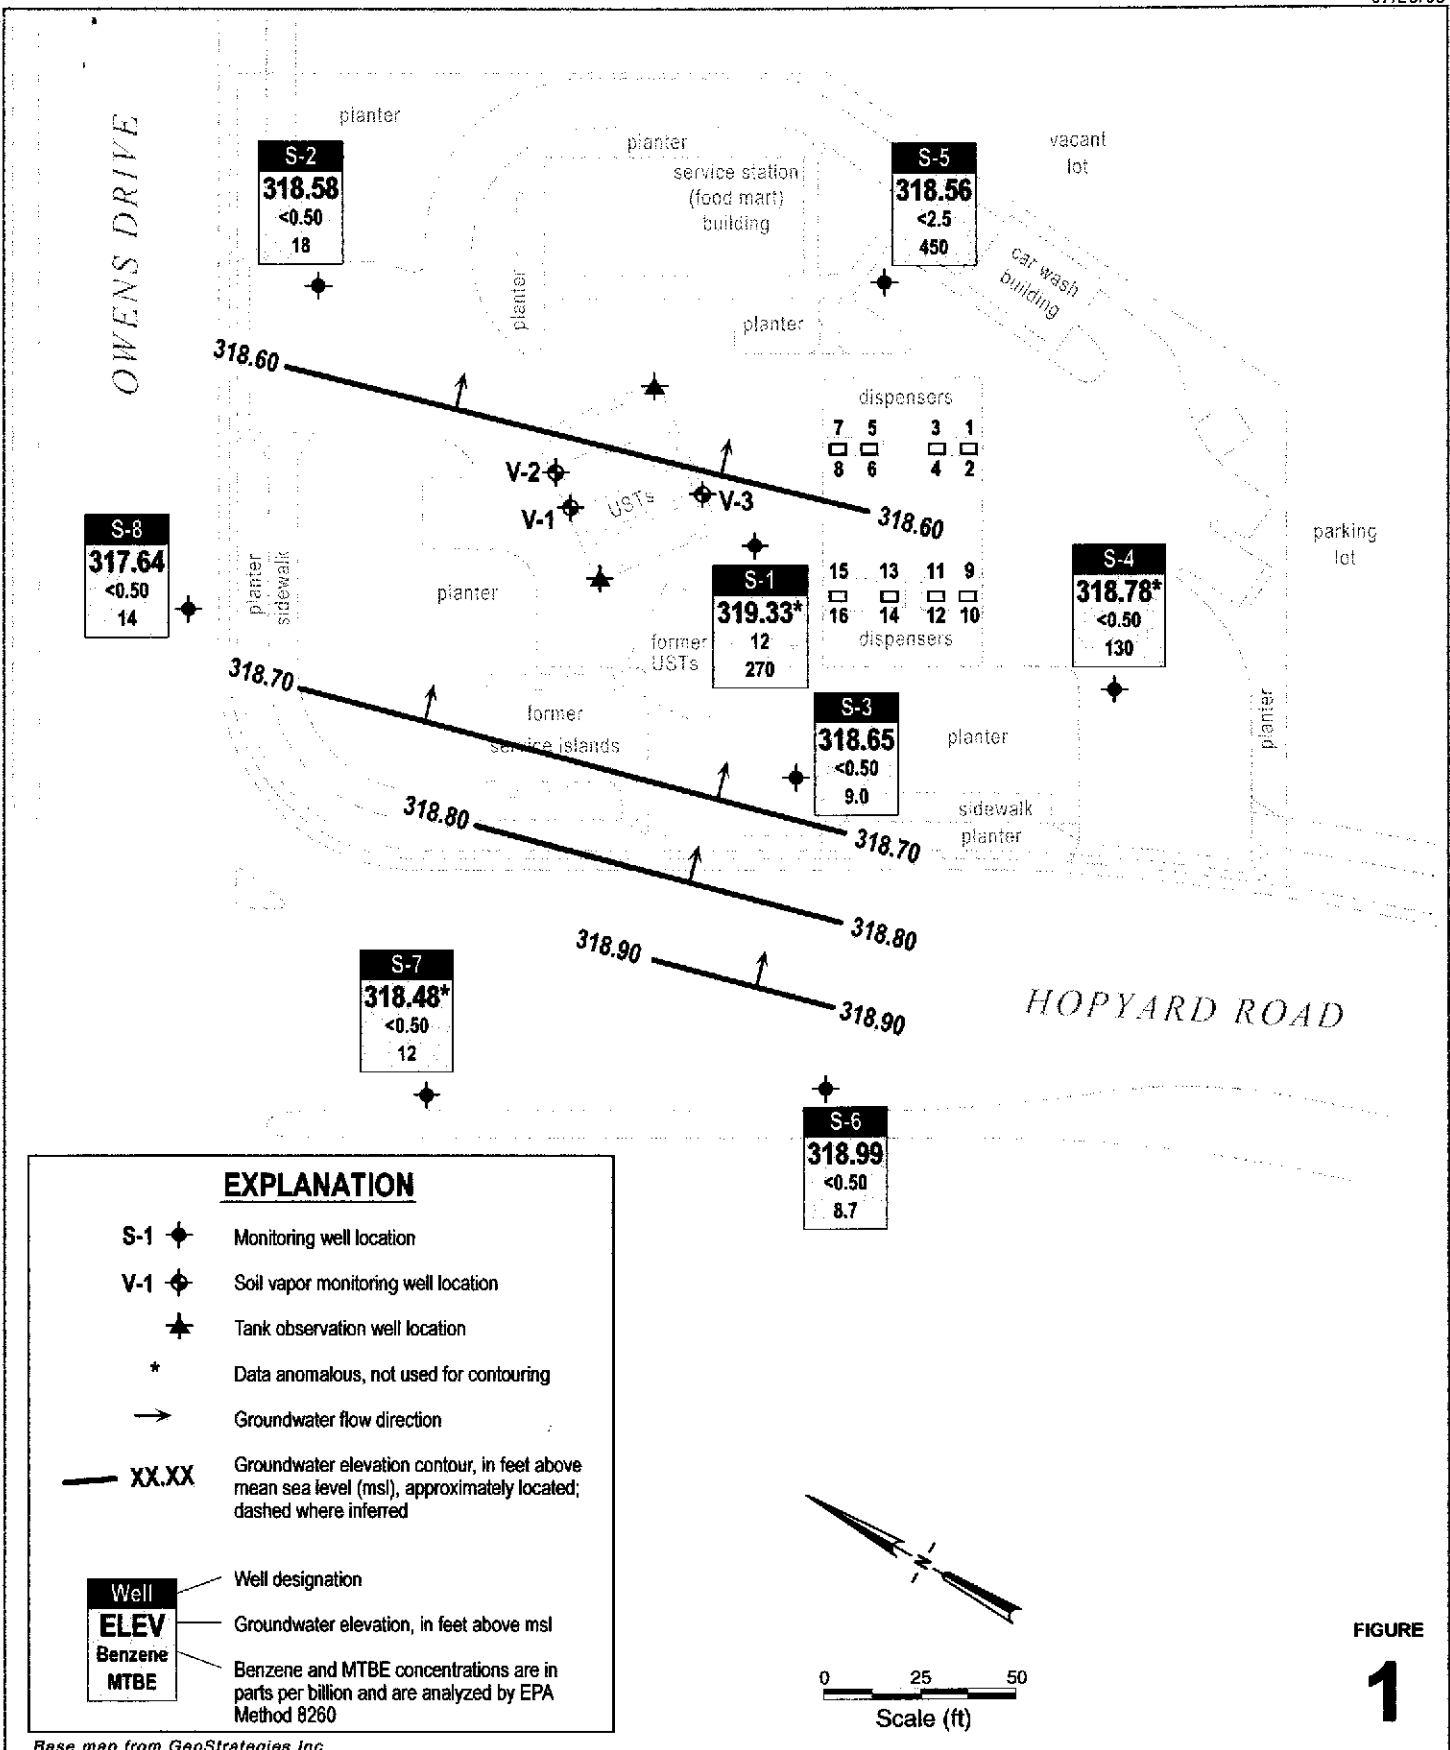 planter
OWENS DRIVE
S-2
318.58
<0.50
18
planter
service station
(food mart)
building
S-5
318.56
<2.5
450
vacant
lot
car wash
building
planter
planter
318.60
dispensers
7 5 3 1
8 6 4 2
V-2
V-1
USTs
V-3
318.60
parking
lot
S-8
317.64
<0.50
14
planter
sidewalk
planter
S-1
319.33*
12
270
15 13 11 9
16 14 12 10
dispensers
S-4
318.78*
<0.50
130
former
USTs
318.70
former
service islands
S-3
318.65
<0.50
9.0
planter
planter
sidewalk
planter
318.80
318.70
318.80
318.90
318.90
S-7
318.48*
<0.50
12
HOPYARD ROAD
S-6
318.99
<0.50
8.7
EXPLANATION
S-1 Monitoring well location
V-1 Soil vapor monitoring well location
Tank observation well location
* Data anomalous, not used for contouring
Groundwater flow direction
XX.XX Groundwater elevation contour, in feet above
mean sea level (msl), approximately located;
dashed where inferred
Well
ELEV
Benzene
MTBE
Well designation
Groundwater elevation, in feet above msl
Benzene and MTBE concentrations are in
parts per billion and are analyzed by EPA
Method 8260
N
0 25 50
Scale (ft)
FIGURE
1
Base map from GeoStrategies Inc